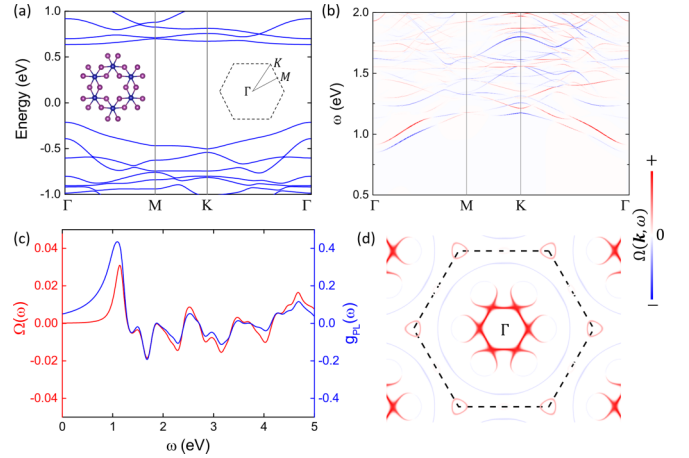 (a)
Energy (eV)
1.0
0.5
0.0
-0.5
-1.0
Γ
M
K
Γ
K
M
Γ
(b)
ω (eV)
2.0
1.5
1.0
0.5
Γ
M
K
Γ
+
0
−
Ω(k, ω)
(c)
Ω(ω)
0.04
0.02
0.00
-0.02
-0.04
0.4
0.2
0.0
-0.2
-0.4
g_PL(ω)
0 1 2 3 4 5
ω (eV)
(d)
Γ